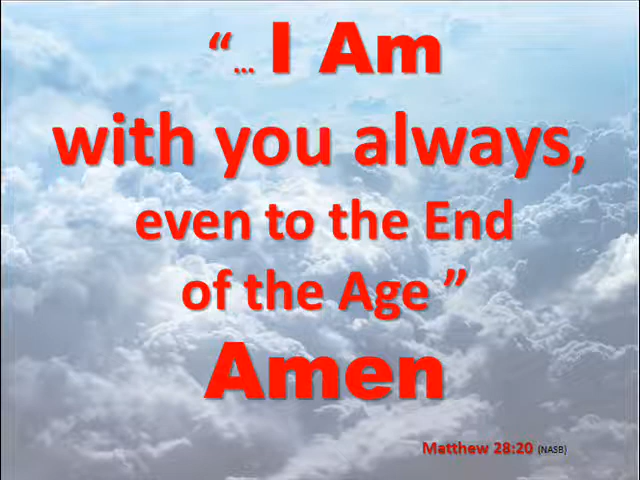 “... I Am
with you always,
even to the End
of the Age ”
Amen
Matthew 28:20 (NASB)